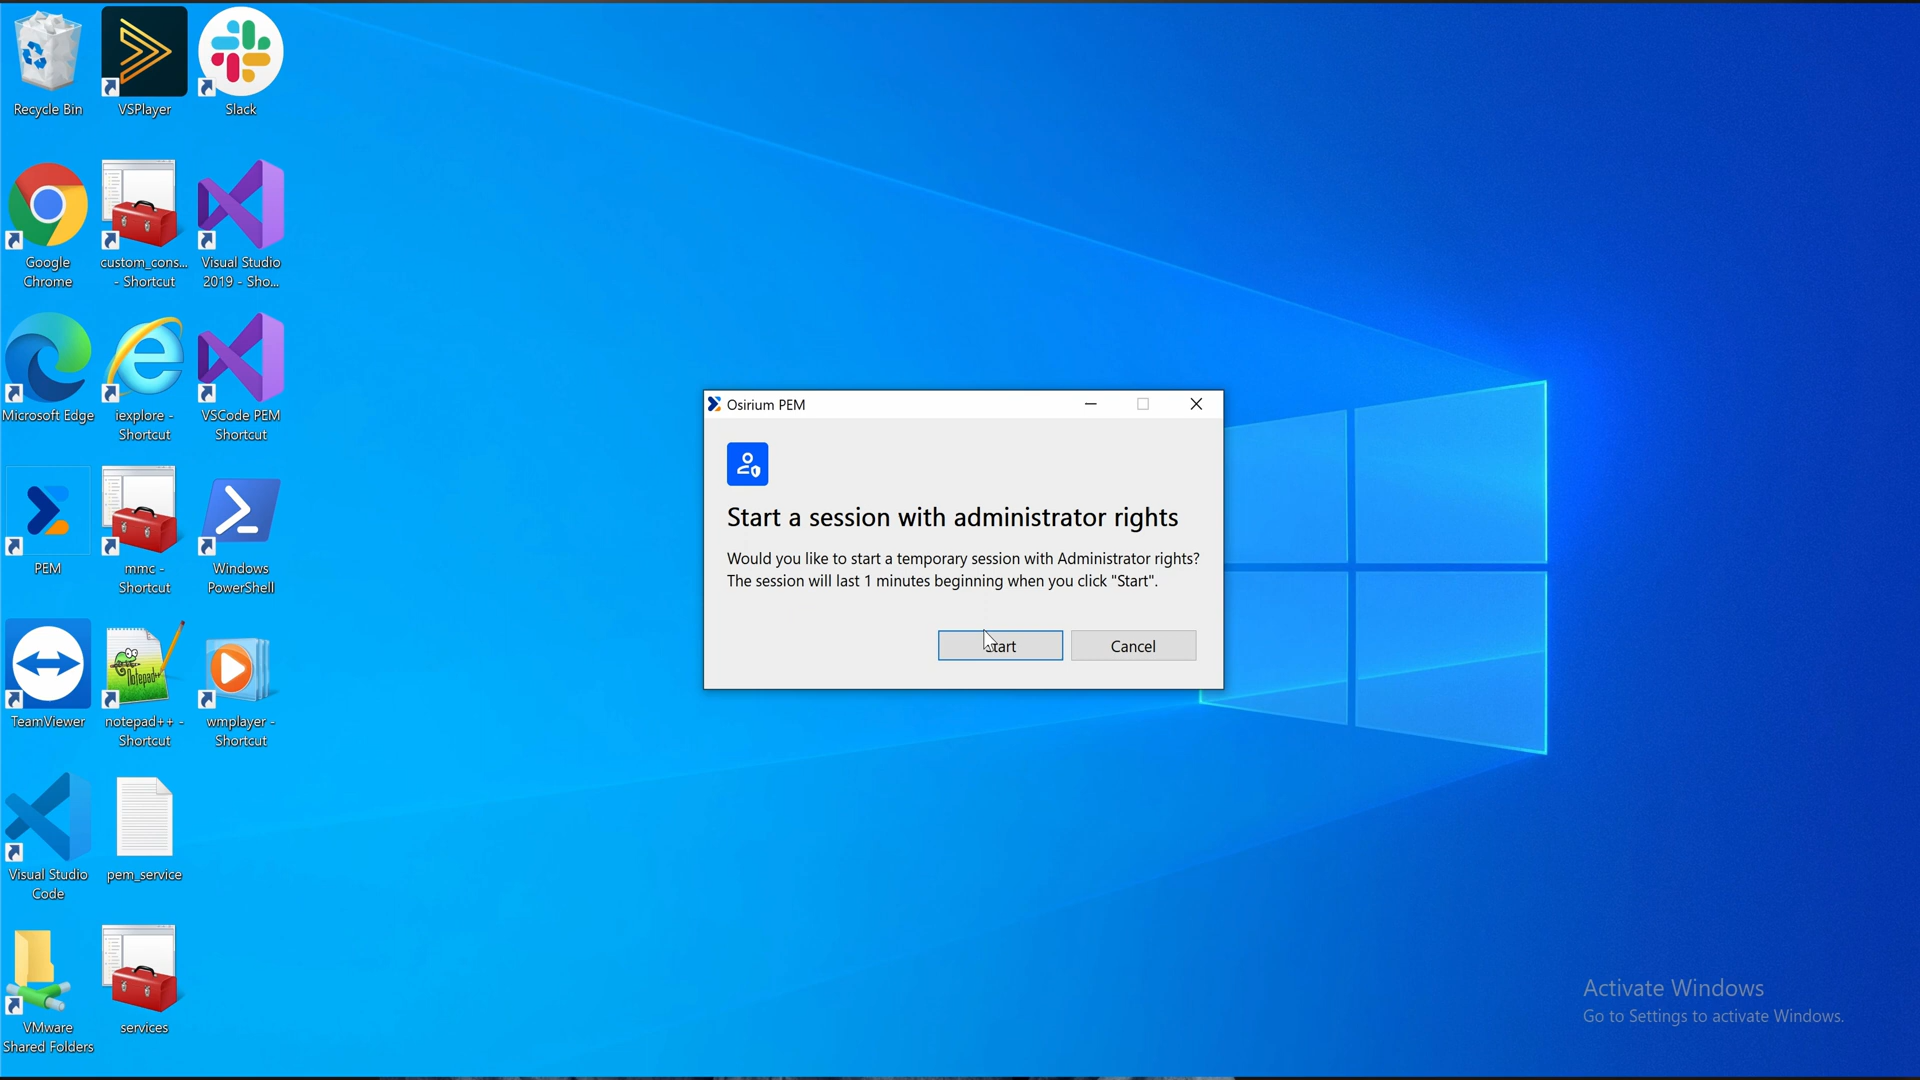 Recycle Bin
VSPlayer
Slack
Google
Chrome
custom_cons...
- Shortcut
Visual Studio
2019 - Sho...
Microsoft Edge
iexplore -
Shortcut
VSCode PEM
Shortcut
PEM
mmc -
Shortcut
Windows
PowerShell
TeamViewer
Notepad++
notepad++ -
Shortcut
wmplayer -
Shortcut
Visual Studio
Code
pem_service
VMware
Shared Folders
services
Osirium PEM
Start a session with administrator rights
Would you like to start a temporary session with Administrator rights?
The session will last 1 minutes beginning when you click "Start".
Start
Cancel
Activate Windows
Go to Settings to activate Windows.